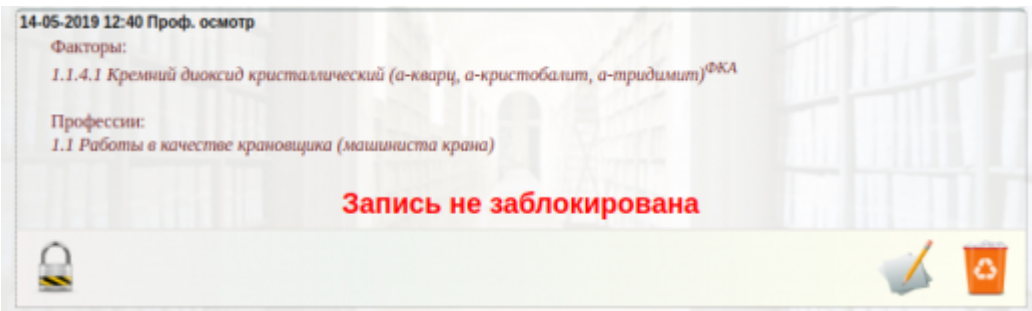 14-05-2019 12:40 Проф. осмотр
Факторы:
1.1.4.1 Кремний диоксид кристаллический (а-кварц, а-кристобалит, а-тридимит)ФКА
Профессии:
1.1 Работы в качестве крановщика (машиниста крана)
Запись не заблокирована